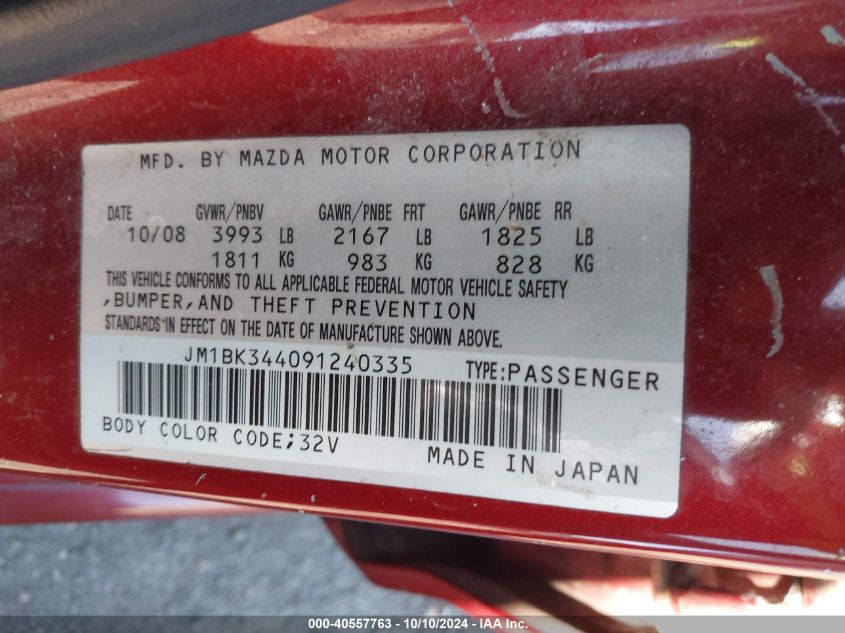 MFD. BY MAZDA MOTOR CORPORATION
DATE GVWR/PNBV GAWR/PNBE FRT GAWR/PNBE RR
10/08 3993 LB 2167 LB 1825 LB
1811 KG 983 KG 828 KG
THIS VEHICLE CONFORMS TO ALL APPLICABLE FEDERAL MOTOR VEHICLE SAFETY
,BUMPER,AND THEFT PREVENTION
STANDARDS IN EFFECT ON THE DATE OF MANUFACTURE SHOWN ABOVE.
JM1BK344091240335 TYPE:PASSENGER
BODY COLOR CODE;32V
MADE IN JAPAN
000-40557763 - 10/10/2024 - IAA Inc.